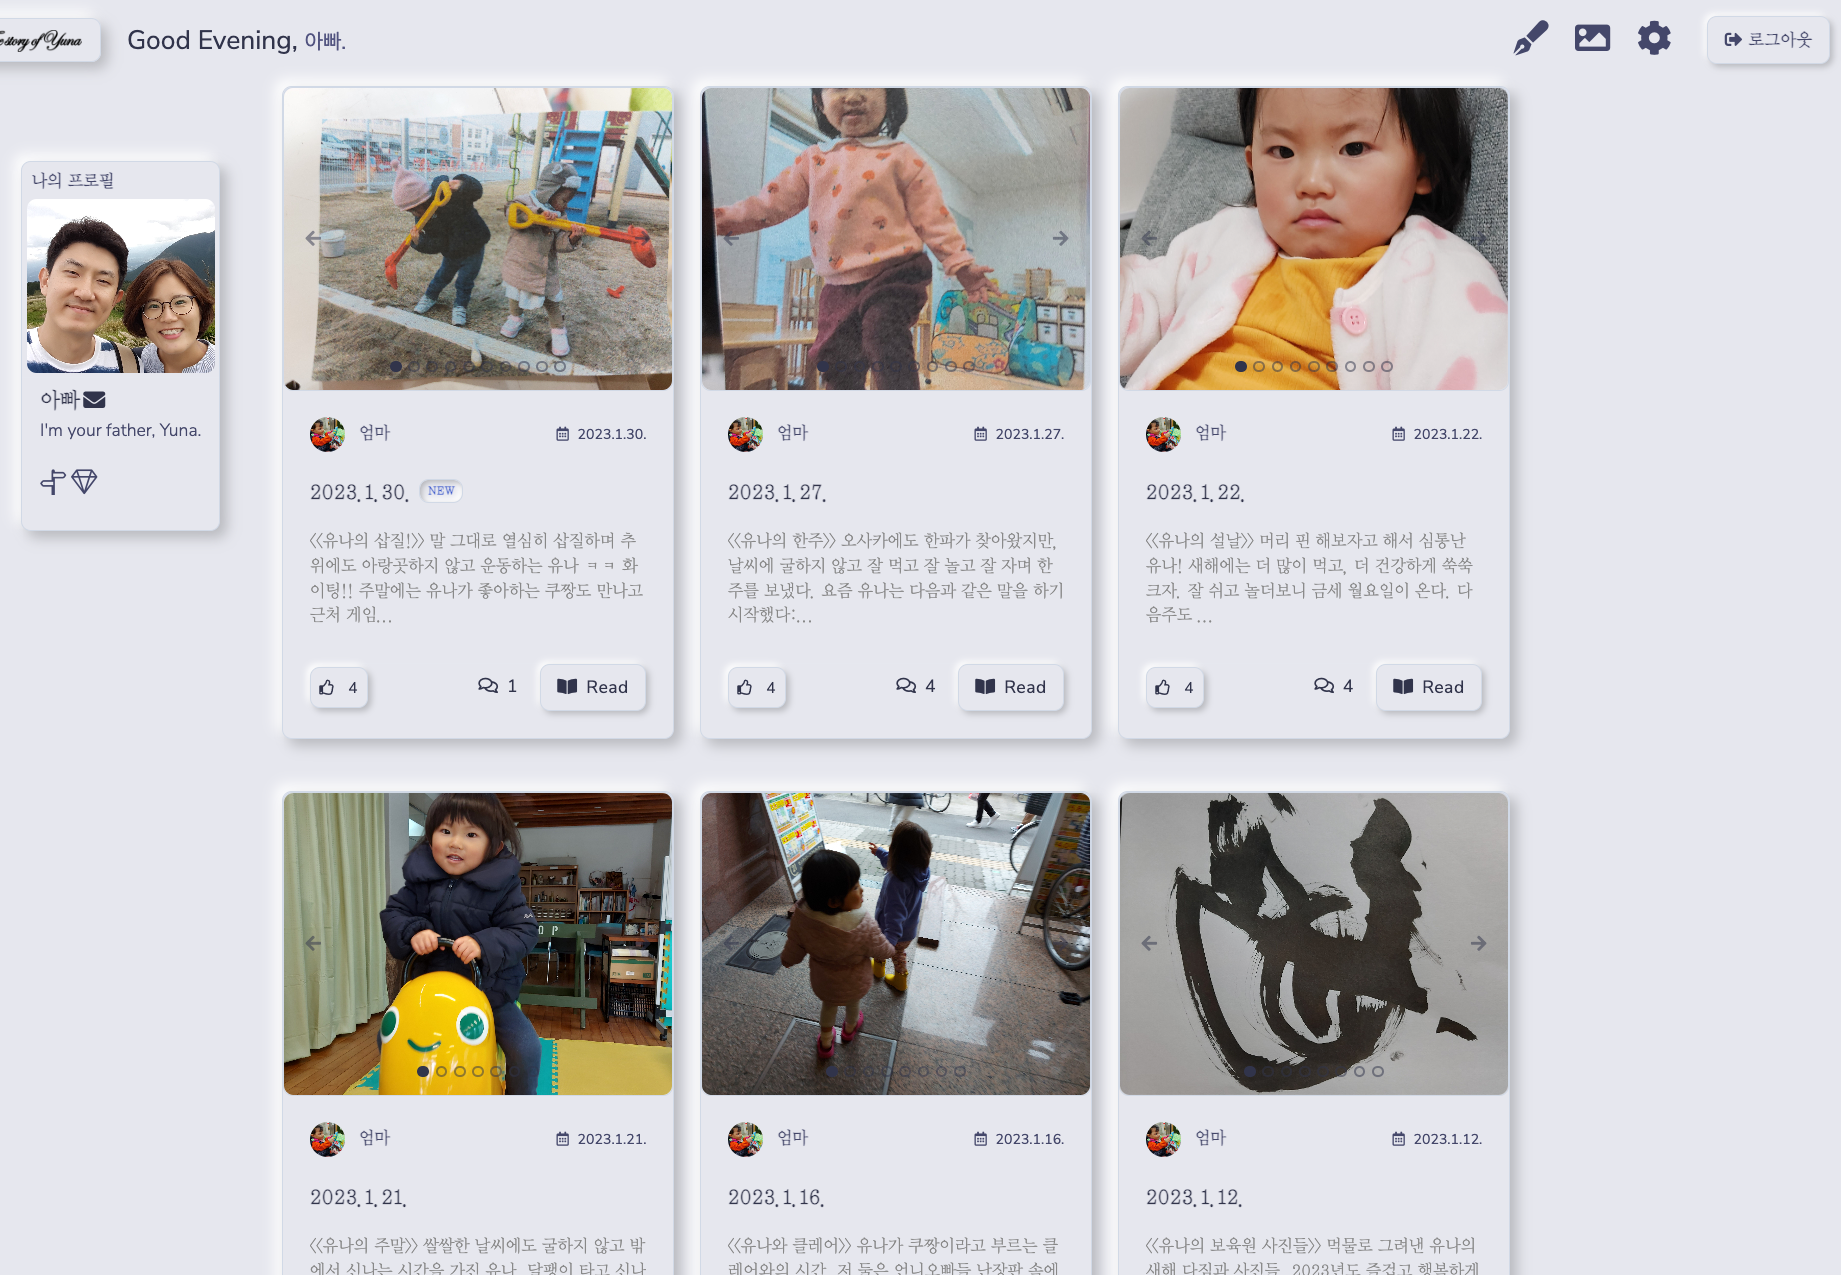 story of Yuna
Good Evening, 아빠.
로그아웃
나의 프로필
아빠
I'm your father, Yuna.
엄마
2023.1.30.
2023. 1. 30.
NEW
<<유나의 삽질!>> 말 그대로 열심히 삽질하며 추
위에도 아랑곳하지 않고 운동하는 유나 ㅋㅋ 화
이팅!! 주말에는 유나가 좋아하는 쿠짱도 만나고
근처 게임...
4
1
Read
엄마
2023.1.27.
2023. 1. 27.
<<유나의 한주>> 오사카에도 한파가 찾아왔지만,
날씨에 굴하지 않고 잘 먹고 잘 놀고 잘 자며 한
주를 보냈다. 요즘 유나는 다음과 같은 말을 하기
시작했다:...
4
4
Read
엄마
2023.1.22.
2023. 1. 22.
<<유나의 설날>> 머리 핀 해보자고 해서 심통난
유나! 새해에는 더 많이 먹고, 더 건강하게 쑥쑥
크자. 잘 쉬고 놀더보니 금세 월요일이 온다. 다
음주도 ...
4
4
Read
엄마
2023.1.21.
2023. 1. 21.
<<유나의 주말>> 쌀쌀한 날씨에도 굴하지 않고 밖
에서 신나는 시간을 가진 유나. 달팽이 타고 신나
엄마
2023.1.16.
2023. 1. 16.
<<유나와 클레어>> 유나가 쿠짱이라고 부르는 클
레어와의 시간. 저 둘은 언니오빠들 난장판 속에
엄마
2023.1.12.
2023. 1. 12.
<<유나의 보육원 사진들>> 먹물로 그려낸 유나의
새해 다짐과 사진들. 2023년도 즐겁고 행복하게